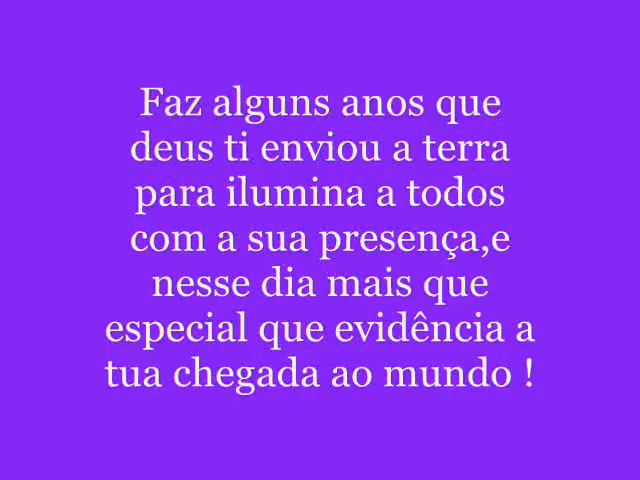 Faz alguns anos que
deus ti enviou a terra
para ilumina a todos
com a sua presença,e
nesse dia mais que
especial que evidência a
tua chegada ao mundo !